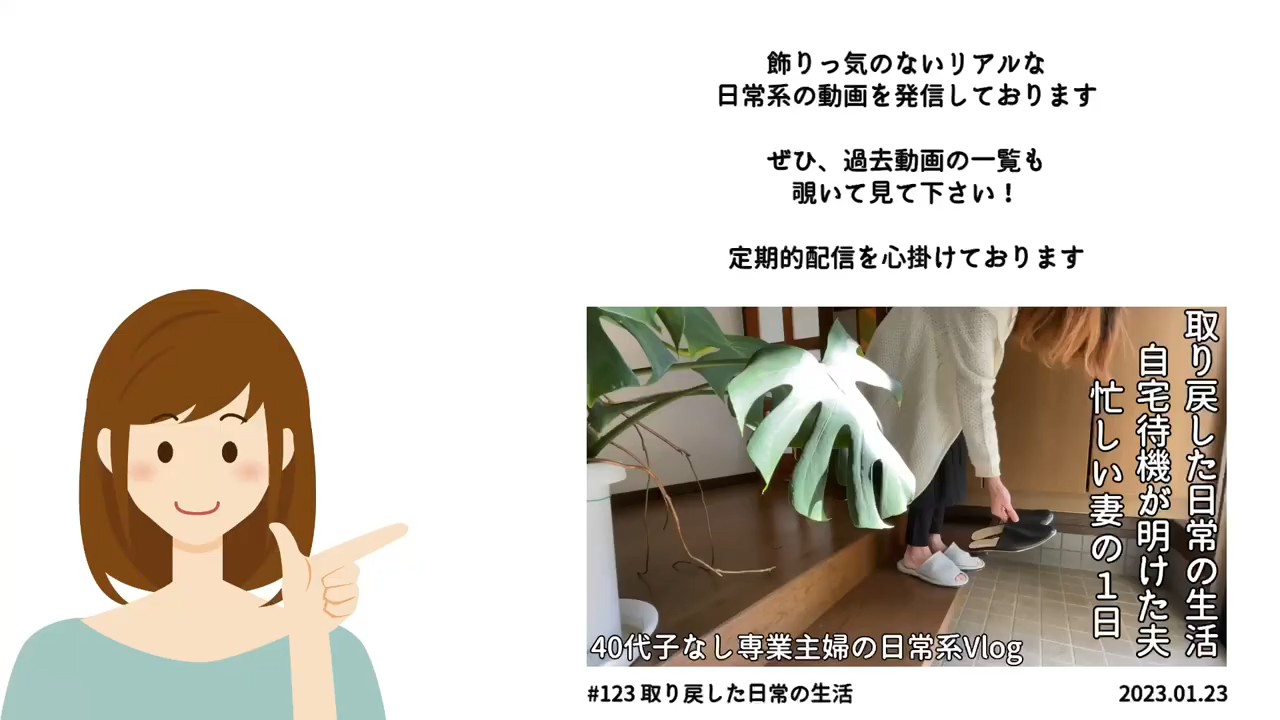 飾りっ気のないリアルな
日常系の動画を発信しております
ぜひ、過去動画の一覧も
覗いて見て下さい！
定期的配信を心掛けております
取り戻した日常の生活
自宅待機が明けた夫
忙しい妻の１日
40代子なし専業主婦の日常系Vlog
#123 取り戻した日常の生活
2023.01.23